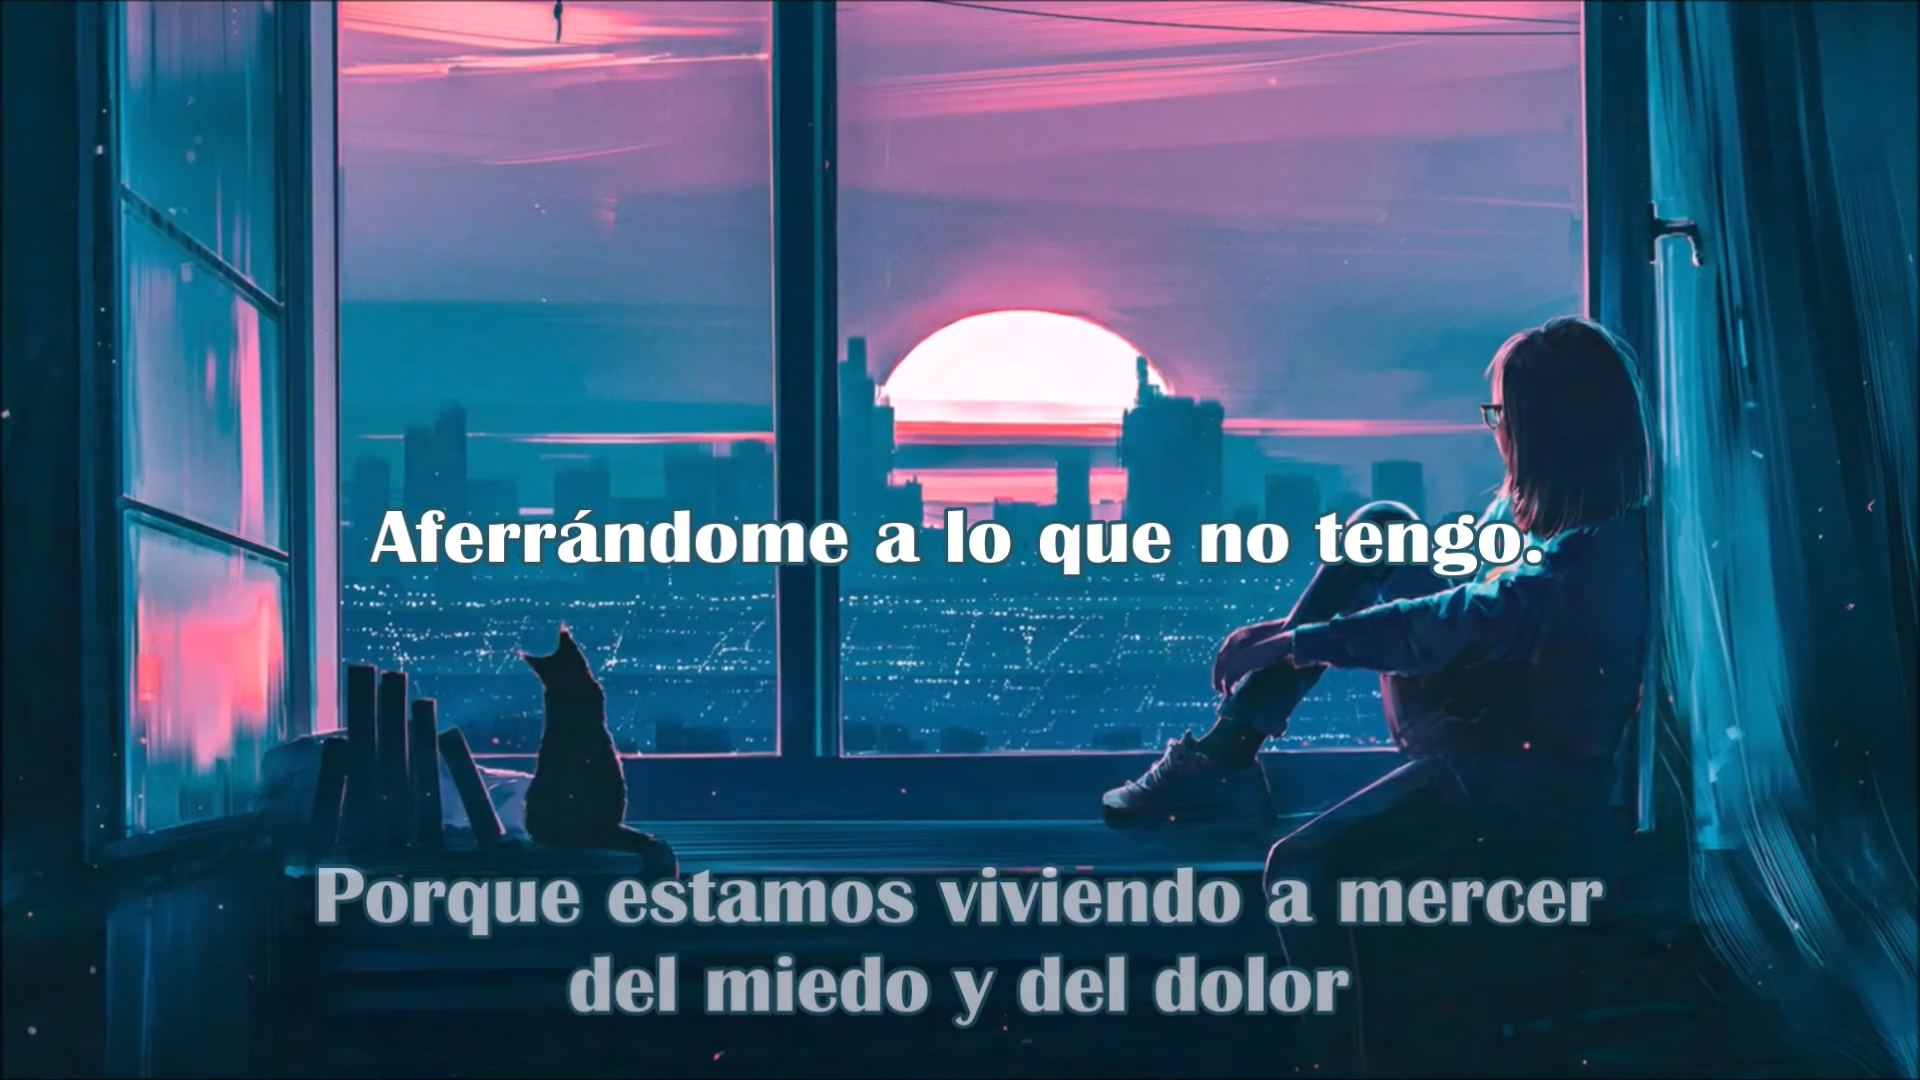 Aferrándome a lo que no tengo.
Porque estamos viviendo a mercer
del miedo y del dolor